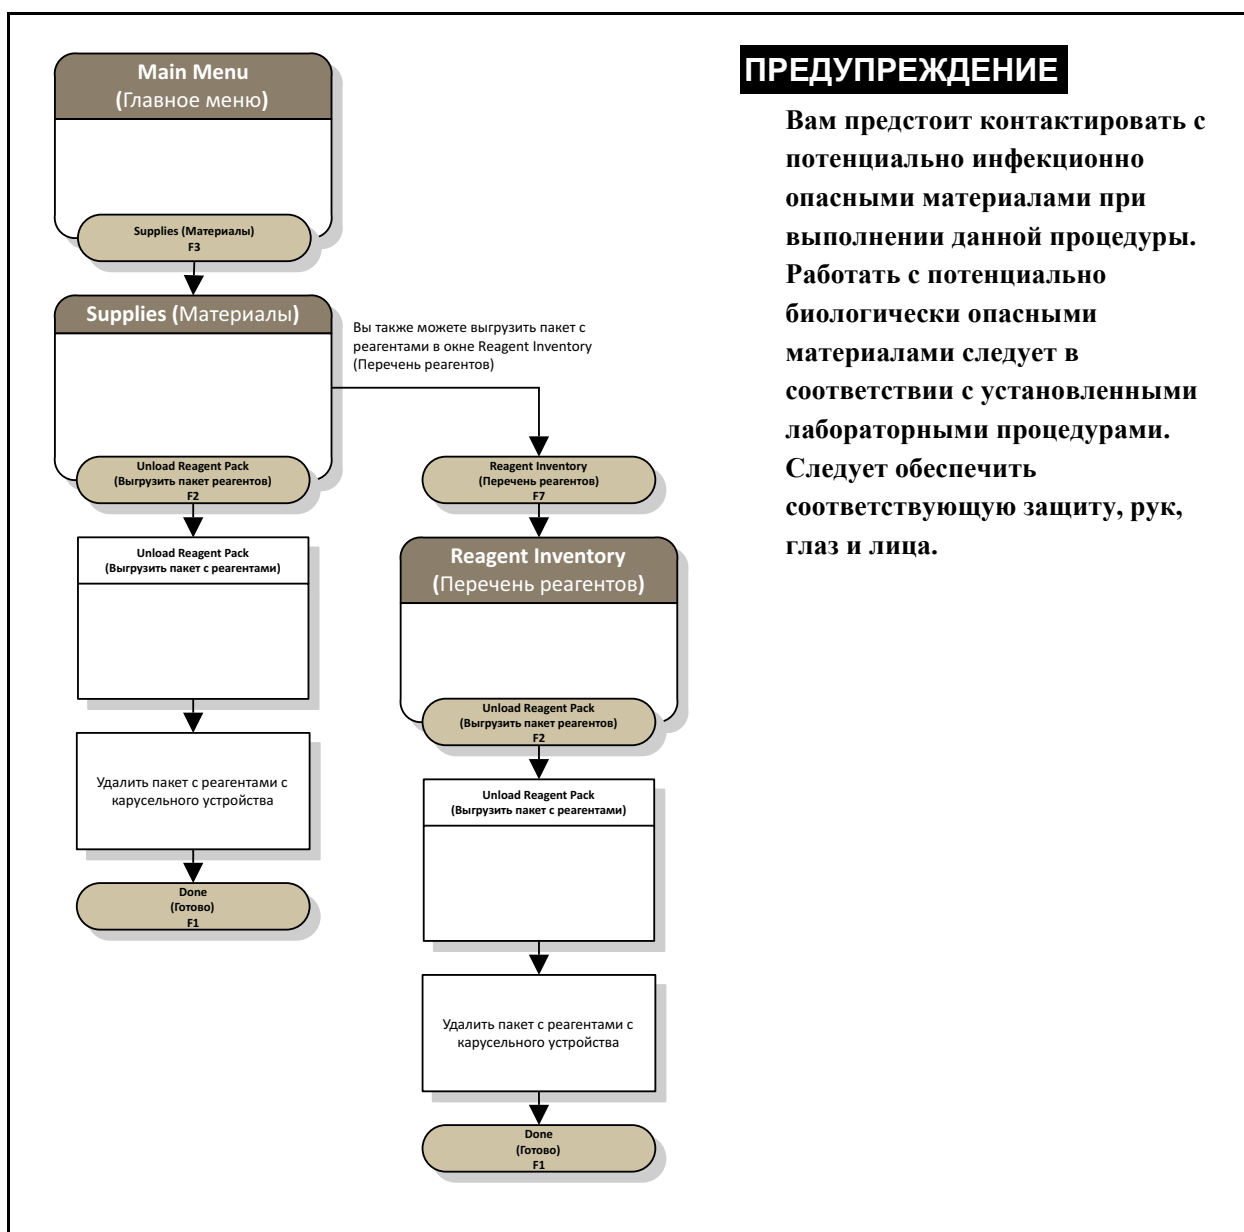 Main Menu
(Главное меню)
Supplies (Материалы)
F3
Supplies (Материалы)
Вы также можете выгрузить пакет с
реагентами в окне Reagent Inventory
(Перечень реагентов)
Unload Reagent Pack
(Выгрузить пакет реагентов)
F2
Unload Reagent Pack
(Выгрузить пакет с реагентами)
Удалить пакет с реагентами с
карусельного устройства
Done
(Готово)
F1
Reagent Inventory
(Перечень реагентов)
F7
Reagent Inventory
(Перечень реагентов)
Unload Reagent Pack
(Выгрузить пакет реагентов)
F2
Unload Reagent Pack
(Выгрузить пакет с реагентами)
Удалить пакет с реагентами с
карусельного устройства
Done
(Готово)
F1
ПРЕДУПРЕЖДЕНИЕ
Вам предстоит контактировать с
потенциально инфекционно
опасными материалами при
выполнении данной процедуры.
Работать с потенциально
биологически опасными
материалами следует в
соответствии с установленными
лабораторными процедурами.
Следует обеспечить
соответствующую защиту, рук,
глаз и лица.